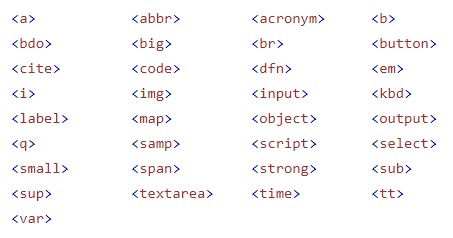 <a> <abbr> <acronym> <b>
<bdo> <big> <br> <button>
<cite> <code> <dfn> <em>
<i> <img> <input> <kbd>
<label> <map> <object> <output>
<q> <samp> <script> <select>
<small> <span> <strong> <sub>
<sup> <textarea> <time> <tt>
<var>